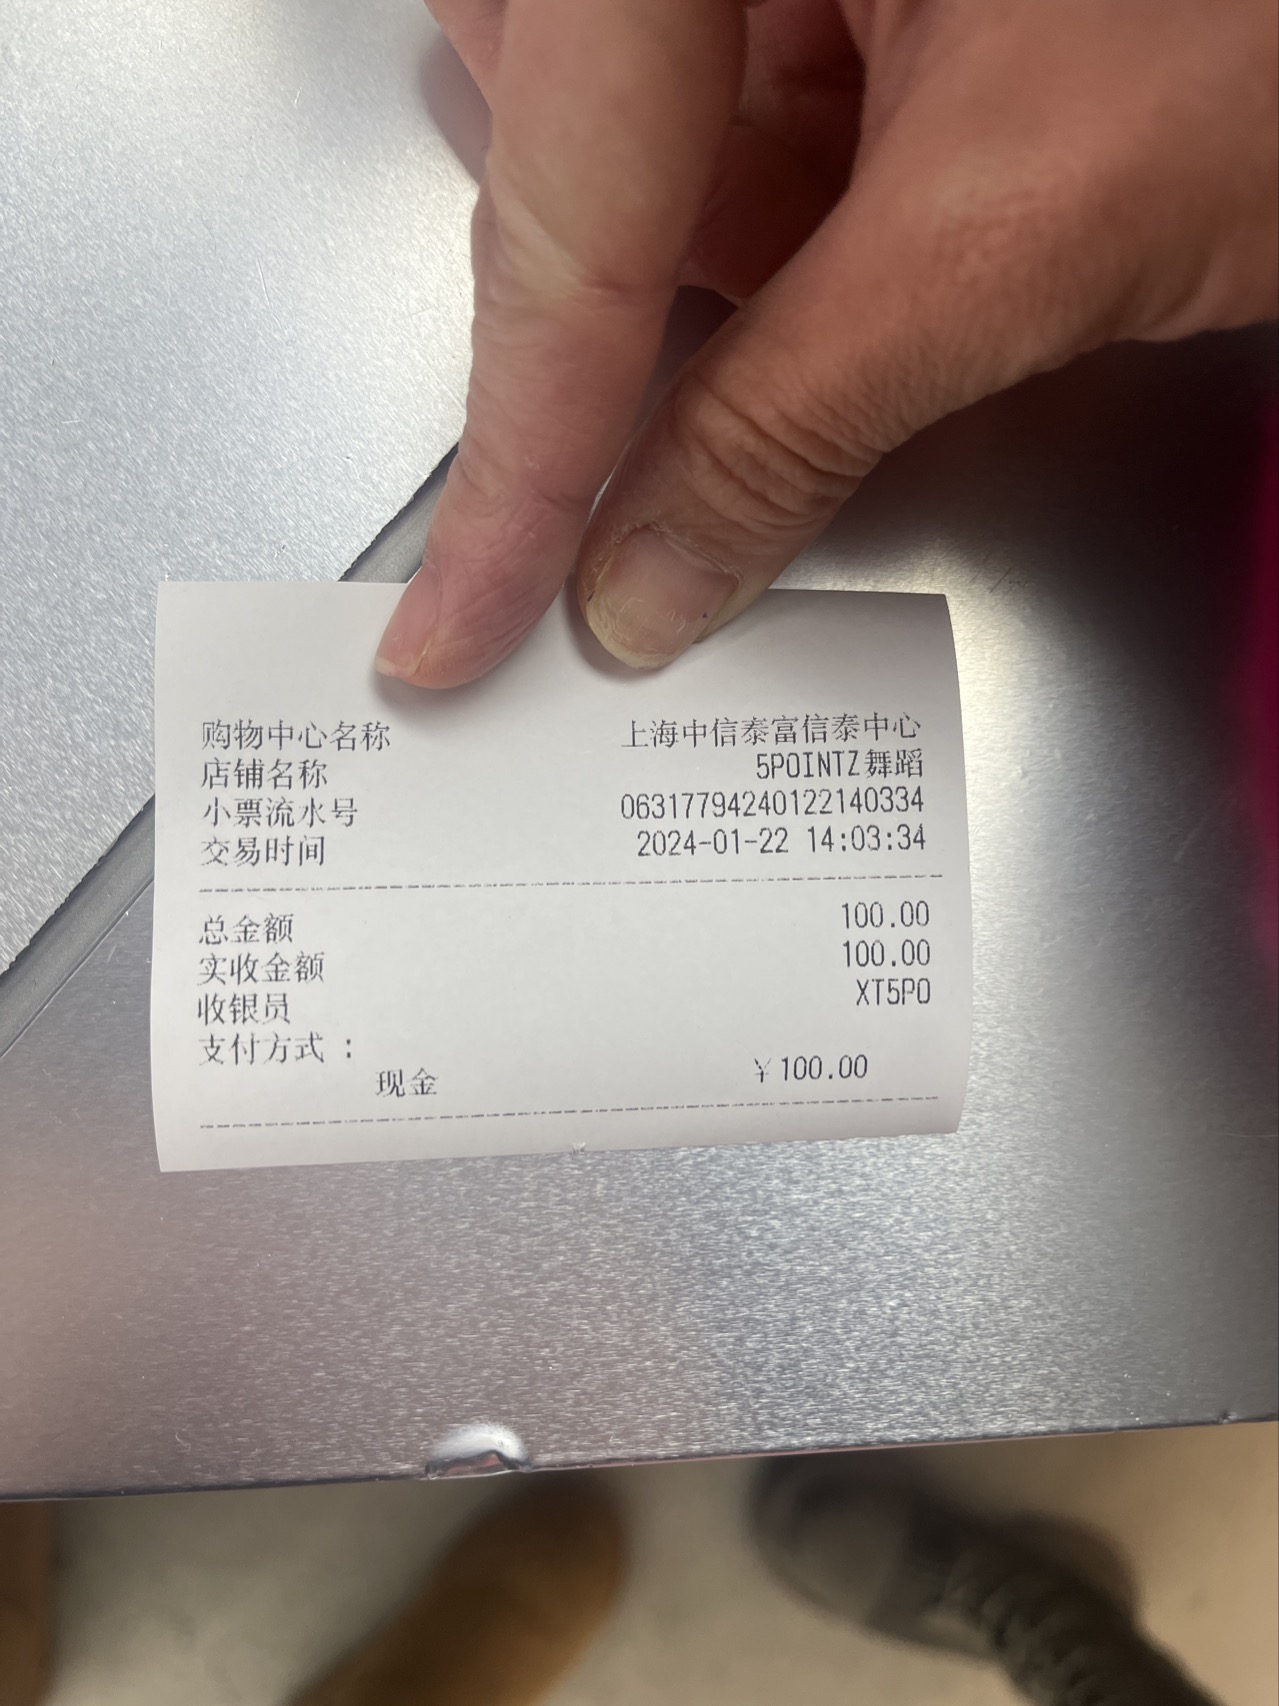 购物中心名称 上海中信泰富信泰中心
店铺名称 5POINTZ舞蹈
小票流水号 06317794240122140334
交易时间 2024-01-22 14:03:34
总金额 100.00
实收金额 100.00
收银员 XT5PO
支付方式：
现金 ￥100.00